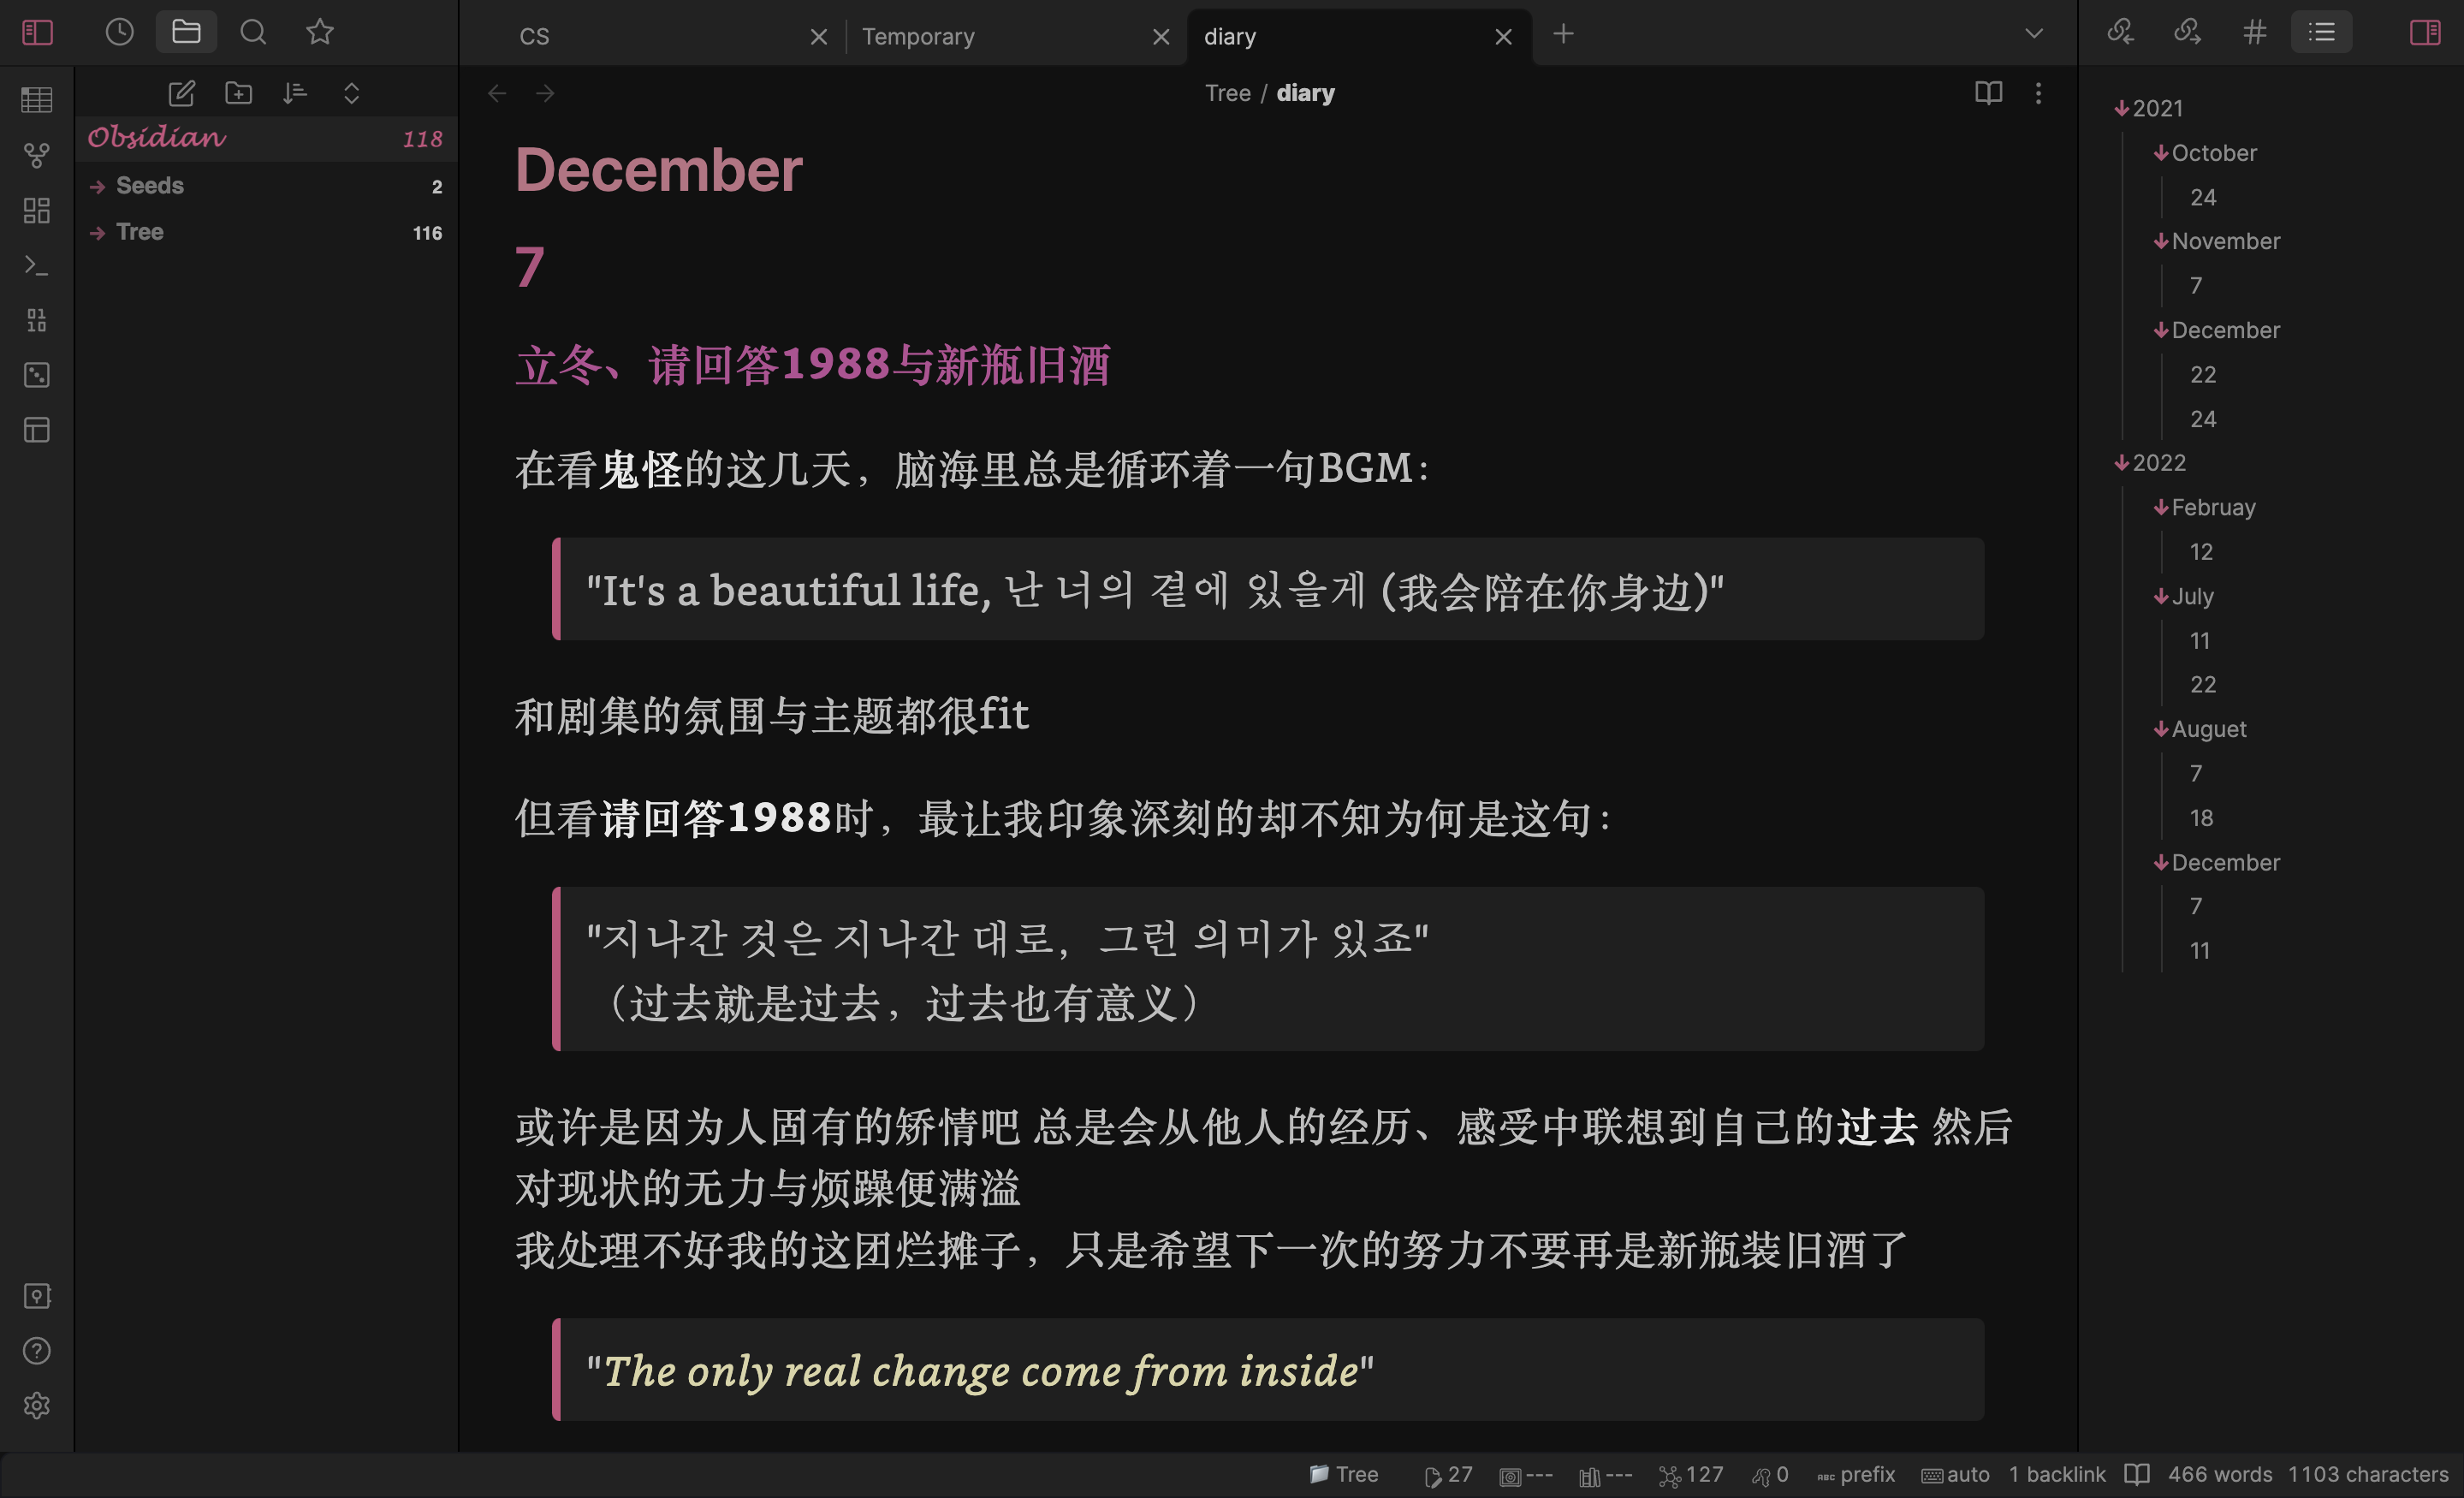 CS
Temporary
diary
Tree / diary
Obsidian 118
Seeds 2
Tree 116
December
7
立冬、请回答1988与新瓶旧酒
在看鬼怪的这几天，脑海里总是循环着一句BGM：
"It's a beautiful life, 난 너의 곁에 있을게 (我会陪在你身边)"
和剧集的氛围与主题都很fit
但看请回答1988时，最让我印象深刻的却不知为何是这句：
"지나간 것은 지나간 대로，그런 의미가 있죠"
（过去就是过去，过去也有意义）
或许是因为人固有的矫情吧 总是会从他人的经历、感受中联想到自己的过去 然后
对现状的无力与烦躁便满溢
我处理不好我的这团烂摊子，只是希望下一次的努力不要再是新瓶装旧酒了
"The only real change come from inside"
2021
October
24
November
7
December
22
24
2022
Februay
12
July
11
22
Auguet
7
18
December
7
11
Tree 27 --- --- 127 0 ABC prefix auto 1 backlink 466 words 1103 characters